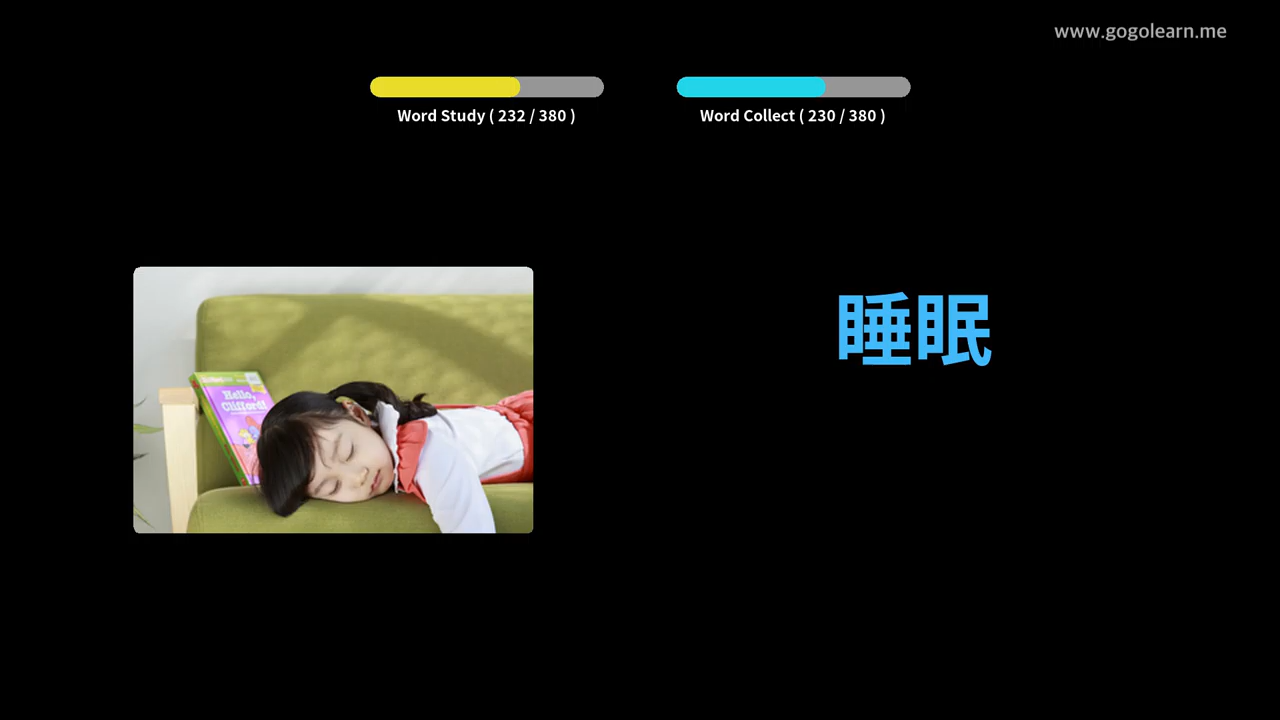 www.gogolearn.me
Word Study ( 232 / 380 )
Word Collect ( 230 / 380 )
睡眠
Hello,
Clifford!